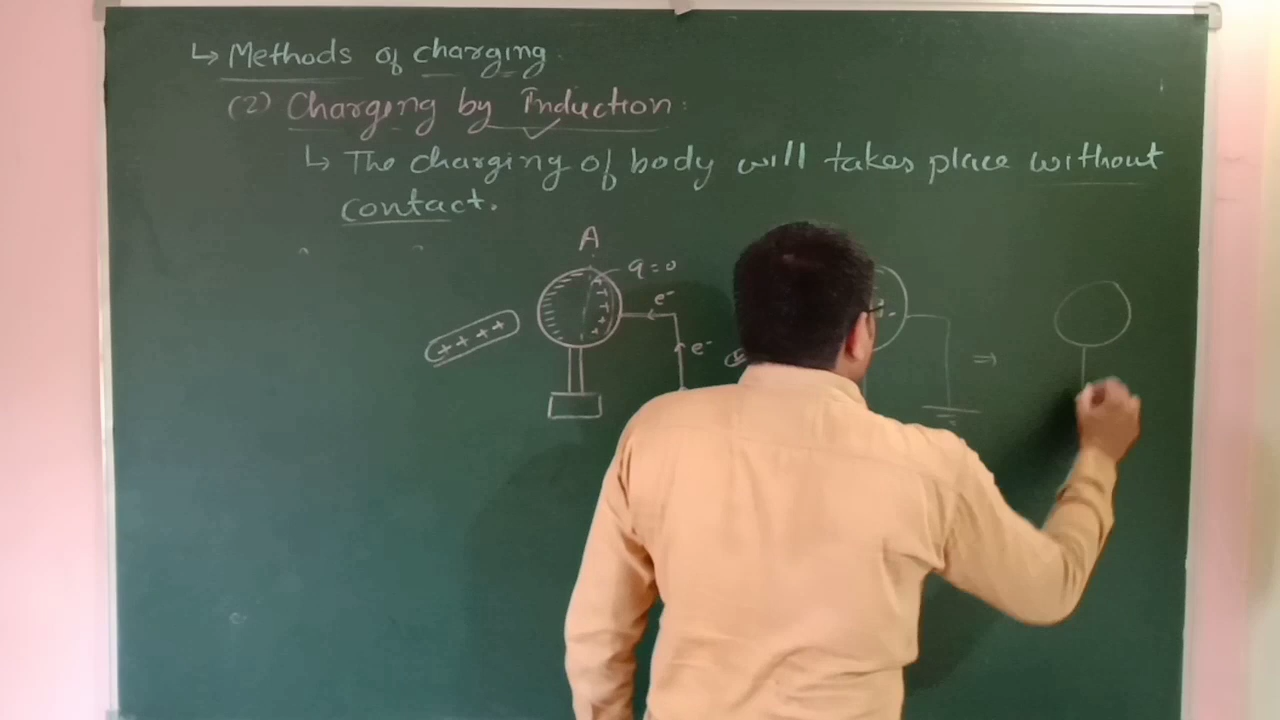 ↳ Methods of charging.
(2) Charging by Induction:
↳ The charging of body will takes place without
contact.
A
q=0
e⁻
++++
e⁻
⇒